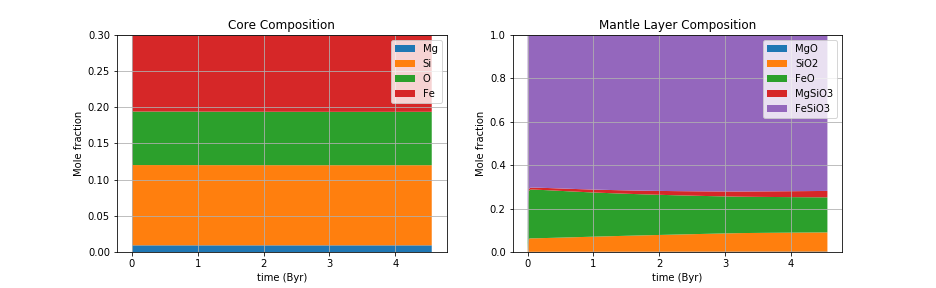 Core Composition
Mole fraction
0.30
0.25
0.20
0.15
0.10
0.05
0.00
Mg
Si
O
Fe
0 1 2 3 4
time (Byr)
Mantle Layer Composition
Mole fraction
1.0
0.8
0.6
0.4
0.2
0.0
MgO
SiO2
FeO
MgSiO3
FeSiO3
0 1 2 3 4
time (Byr)